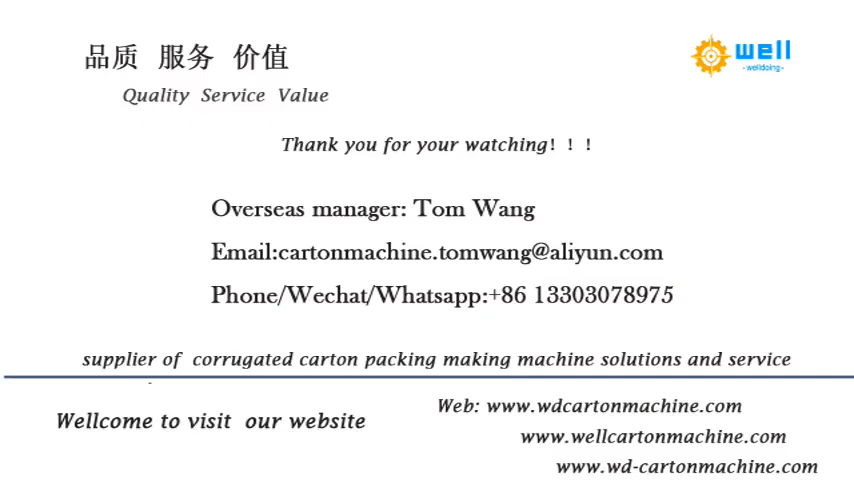 品质 服务 价值
well
-welldoing-
Quality Service Value
Thank you for your watching！！！
Overseas manager: Tom Wang
Email:cartonmachine.tomwang@aliyun.com
Phone/Wechat/Whatsapp:+86 13303078975
supplier of corrugated carton packing making machine solutions and service
Wellcome to visit our website
Web: www.wdcartonmachine.com
www.wellcartonmachine.com
www.wd-cartonmachine.com